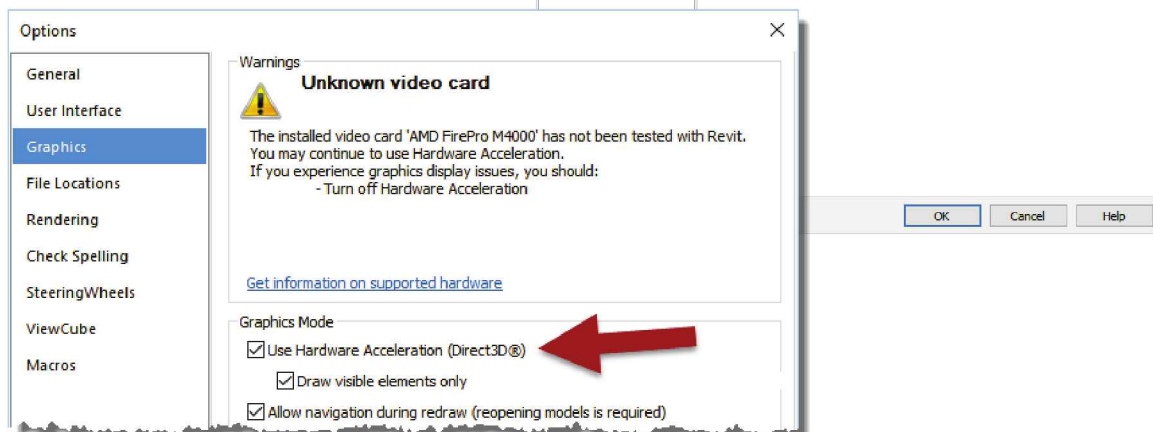 Options
General
User Interface
Graphics
File Locations
Rendering
Check Spelling
SteeringWheels
ViewCube
Macros
Warnings
Unknown video card
The installed video card 'AMD FirePro M4000' has not been tested with Revit.
You may continue to use Hardware Acceleration.
If you experience graphics display issues, you should:
- Turn off Hardware Acceleration
Get information on supported hardware
Graphics Mode
Use Hardware Acceleration (Direct3D®)
Draw visible elements only
Allow navigation during redraw (reopening models is required)
OK
Cancel
Help